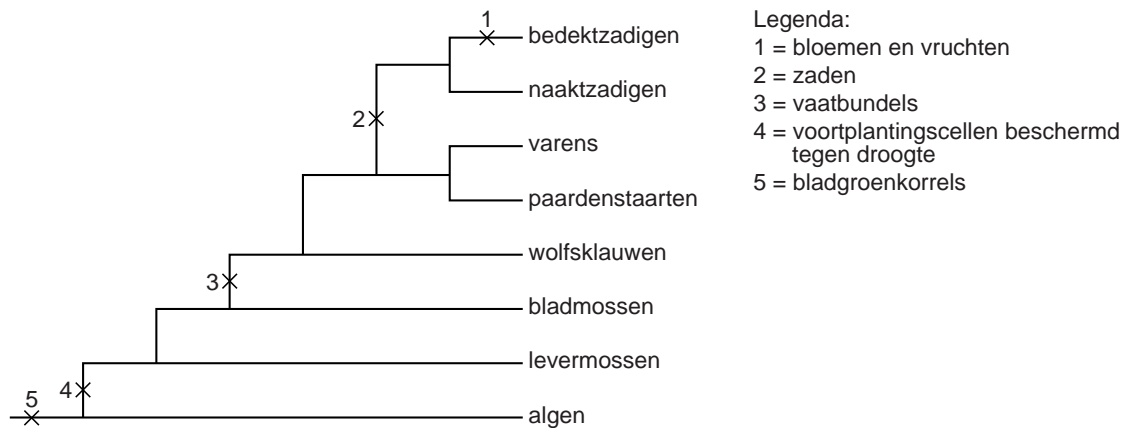 1
bedektzadigen
naaktzadigen
2
varens
paardenstaarten
wolfsklauwen
3
bladmossen
levermossen
4
5
algen
Legenda:
1 = bloemen en vruchten
2 = zaden
3 = vaatbundels
4 = voortplantingscellen beschermd
tegen droogte
5 = bladgroenkorrels